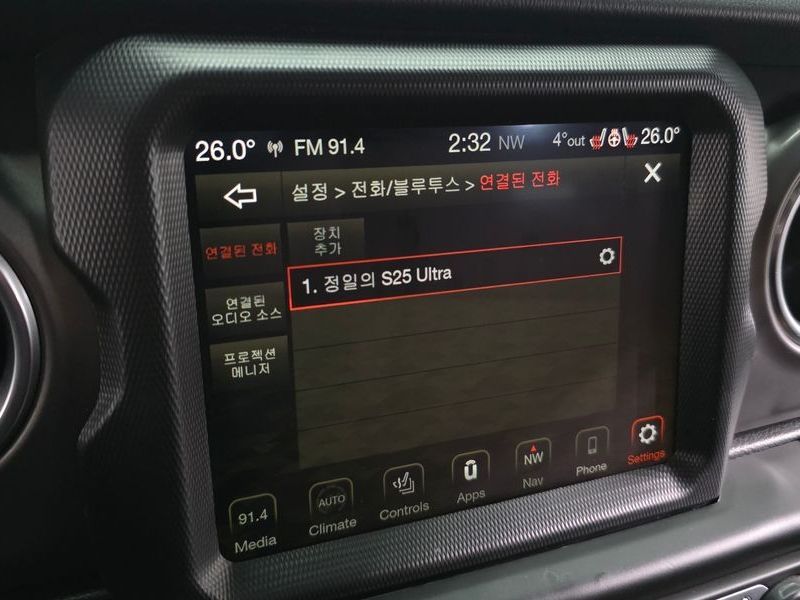 26.0° FM 91.4 2:32 NW 4°out 26.0°
설정 > 전화/블루투스 > 연결된 전화 X
연결된 전화
장치
추가
1. 정일의 S25 Ultra
연결된
오디오 소스
프로젝션
메니저
91.4
Media
AUTO
Climate
Controls
Apps
NW
Nav
Phone
Settings